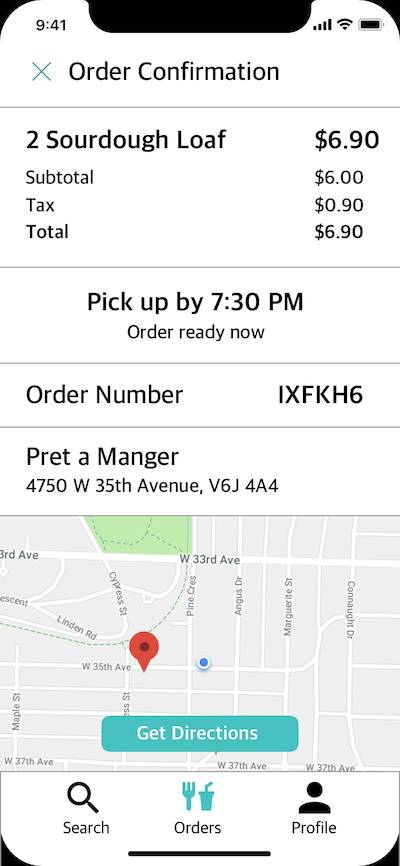 9:41
Order Confirmation
2 Sourdough Loaf $6.90
Subtotal $6.00
Tax $0.90
Total $6.90
Pick up by 7:30 PM
Order ready now
Order Number IXFKH6
Pret a Manger
4750 W 35th Avenue, V6J 4A4
3rd Ave
W 33rd Ave
Cypress St
Pine Cres
Angus Dr
Marguerite St
Connaught Dr
escent
Linden Rd
W 35th Ave
Maple St
ess St
Get Directions
W 37th Ave
W 37th Ave
W 37th Ave
Search
Orders
Profile